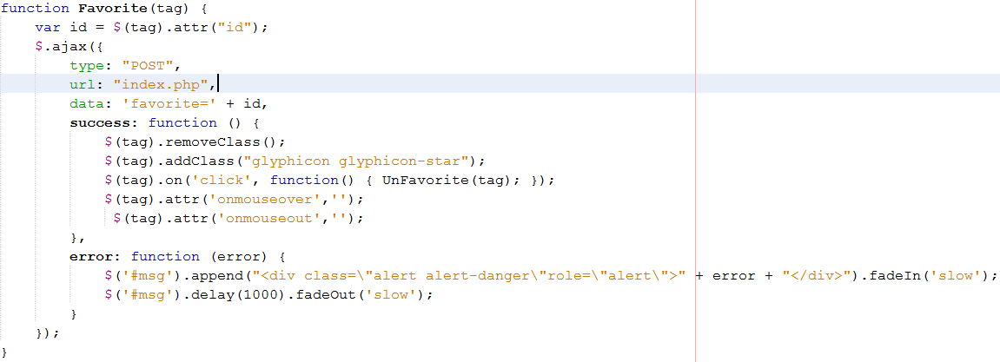 function Favorite(tag) {
    var id = $(tag).attr("id");
    $.ajax({
        type: "POST",
        url: "index.php",
        data: 'favorite=' + id,
        success: function () {
            $(tag).removeClass();
            $(tag).addClass("glyphicon glyphicon-star");
            $(tag).on('click', function() { UnFavorite(tag); });
            $(tag).attr('onmouseover','');
             $(tag).attr('onmouseout','');
        },
        error: function (error) {
            $('#msg').append("<div class=\"alert alert-danger\"role=\"alert\">" + error + "</div>").fadeIn('slow');
            $('#msg').delay(1000).fadeOut('slow');
        }
    });
}